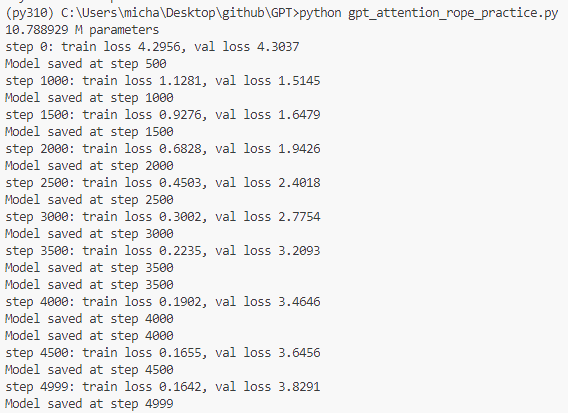 (py310) C:\Users\micha\Desktop\github\GPT>python gpt_attention_rope_practice.py
10.788929 M parameters
step 0: train loss 4.2956, val loss 4.3037
Model saved at step 500
step 1000: train loss 1.1281, val loss 1.5145
Model saved at step 1000
step 1500: train loss 0.9276, val loss 1.6479
Model saved at step 1500
step 2000: train loss 0.6828, val loss 1.9426
Model saved at step 2000
step 2500: train loss 0.4503, val loss 2.4018
Model saved at step 2500
step 3000: train loss 0.3002, val loss 2.7754
Model saved at step 3000
step 3500: train loss 0.2235, val loss 3.2093
Model saved at step 3500
Model saved at step 3500
step 4000: train loss 0.1902, val loss 3.4646
Model saved at step 4000
Model saved at step 4000
step 4500: train loss 0.1655, val loss 3.6456
Model saved at step 4500
step 4999: train loss 0.1642, val loss 3.8291
Model saved at step 4999